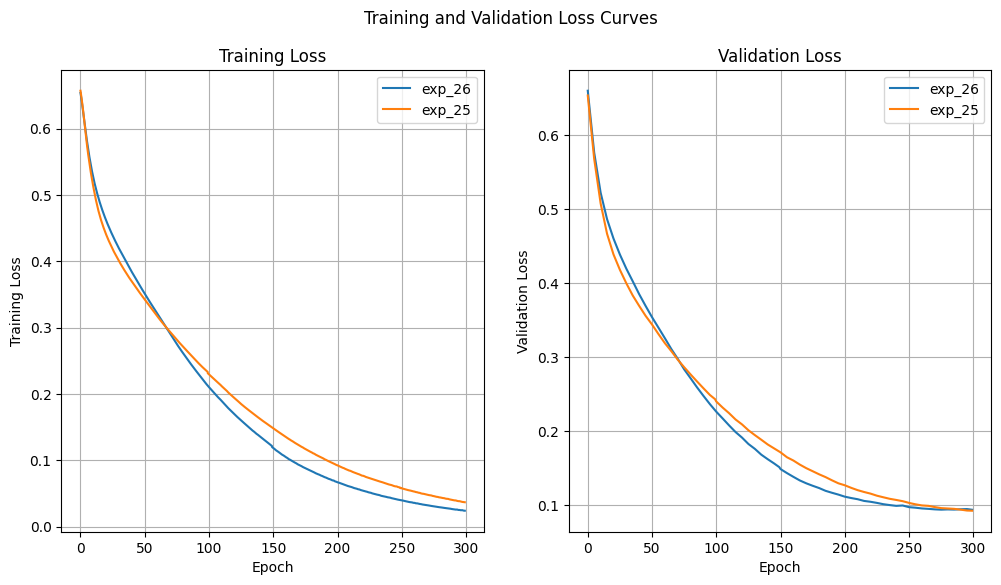 Training and Validation Loss Curves
Training Loss
Training Loss
0.6
0.5
0.4
0.3
0.2
0.1
0.0
exp_26
exp_25
0 50 100 150 200 250 300
Epoch
Validation Loss
Validation Loss
0.6
0.5
0.4
0.3
0.2
0.1
exp_26
exp_25
0 50 100 150 200 250 300
Epoch